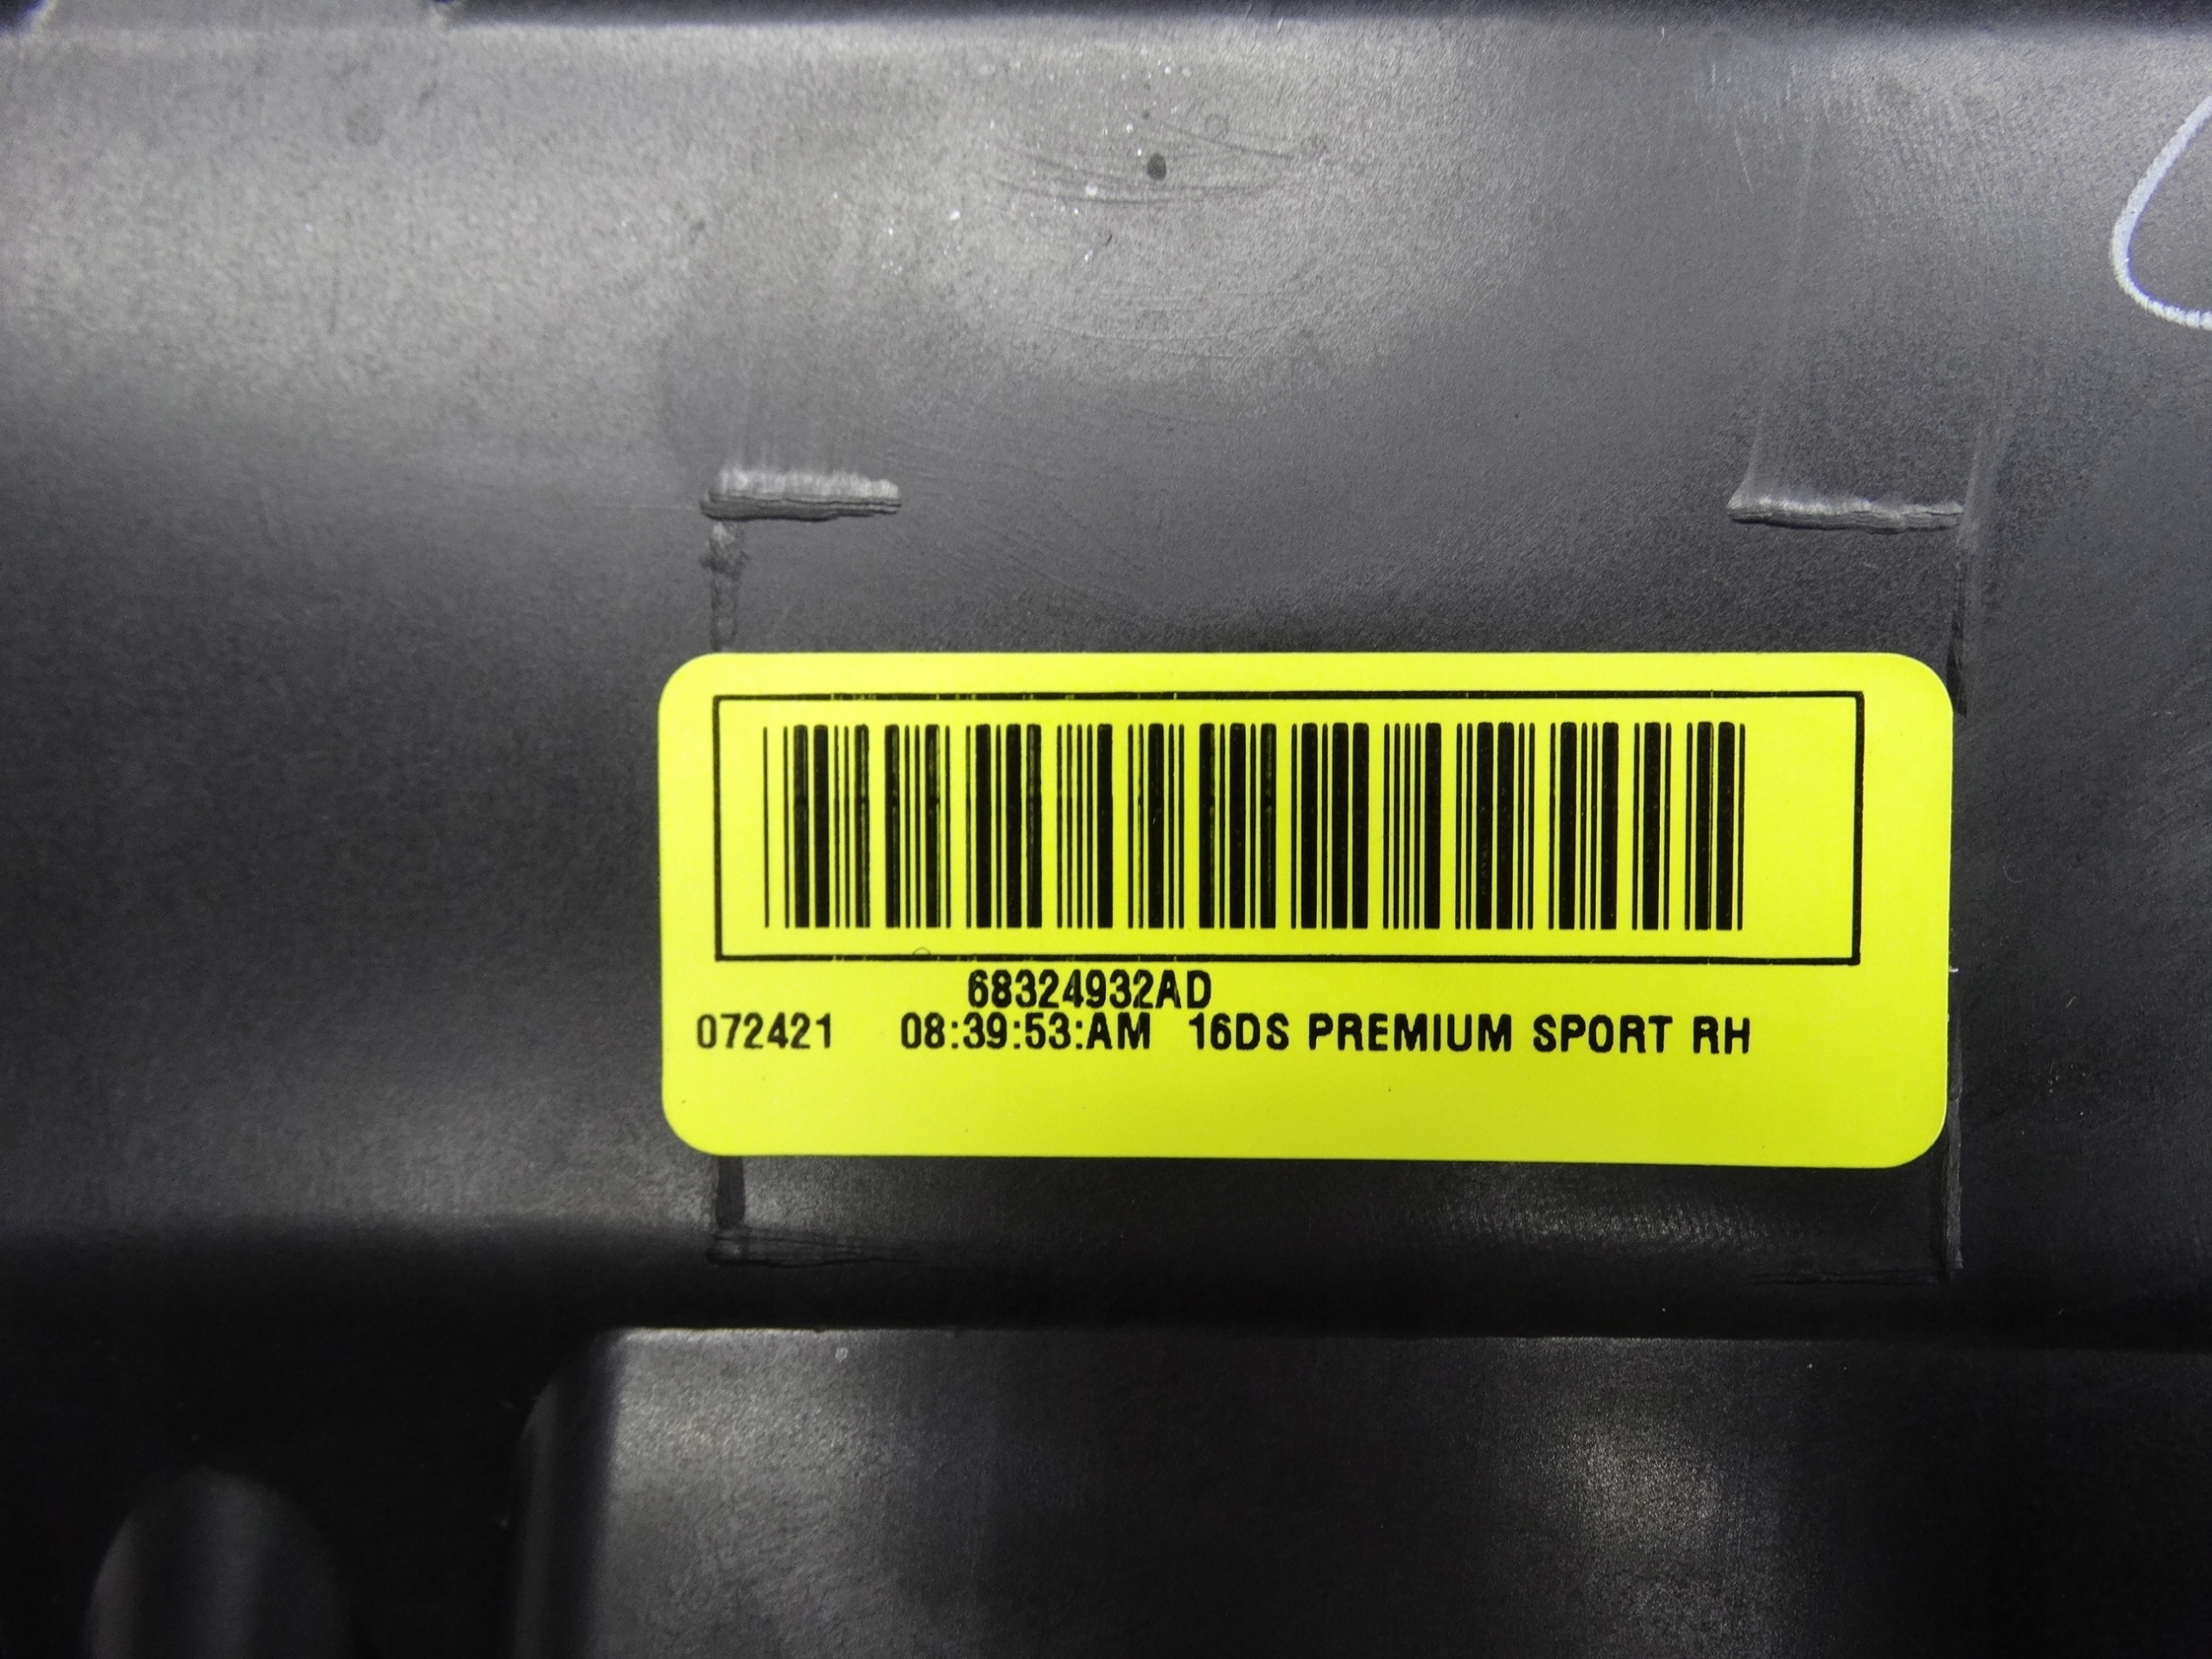 68324932AD
072421 08:39:53:AM 16DS PREMIUM SPORT RH